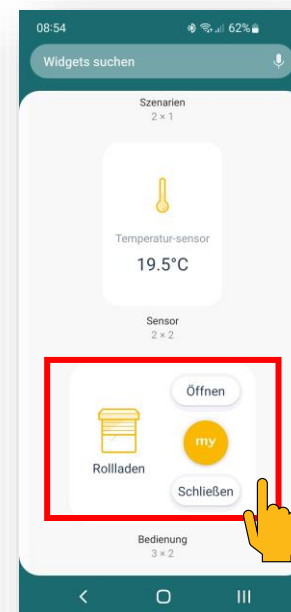 08:54 62%
Widgets suchen
Szenarien
2 × 1
Temperatur-sensor
19.5°C
Sensor
2 × 2
Öffnen
my
Rollladen
Schließen
Bedienung
3 × 2